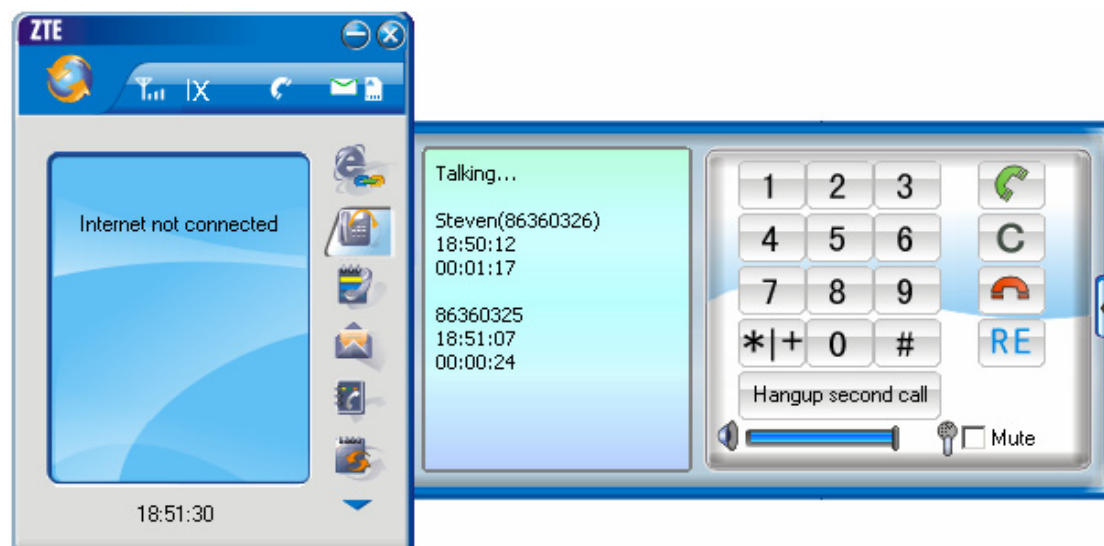 ZTE
IX
Internet not connected
18:51:30
Talking...
Steven(86360326)
18:50:12
00:01:17
86360325
18:51:07
00:00:24
1 2 3
4 5 6 C
7 8 9
*|+ 0 # RE
Hangup second call
Mute